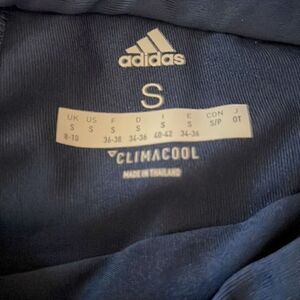 adidas
S
UK US F D I E CON J
S S S S S S S/P OT
8-10 36-38 34-36 40-42 34-36
CLIMACOOL
MADE IN THAILAND